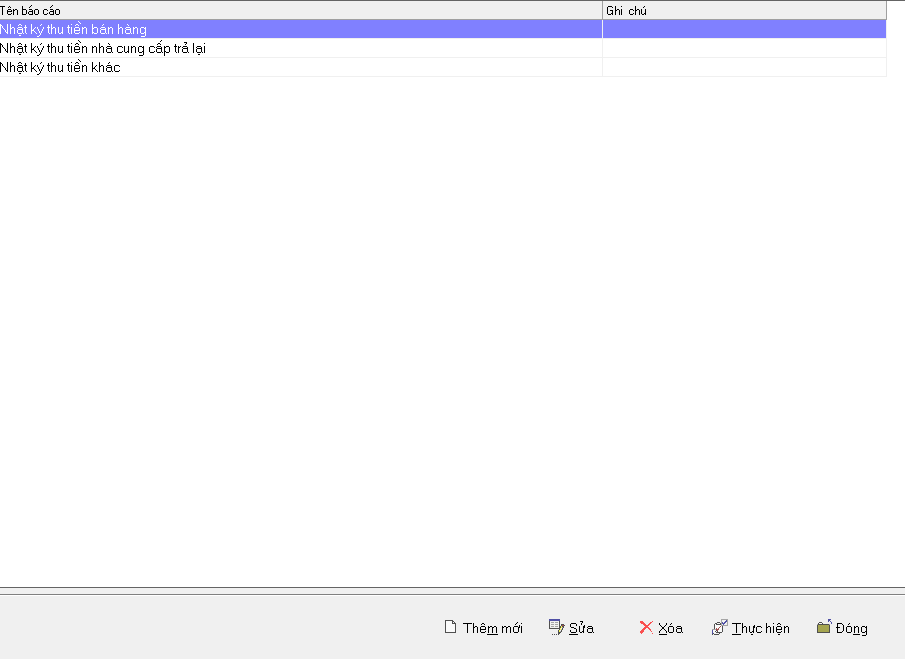 Tên báo cáo Ghi chú
Nhật ký thu tiền bán hàng
Nhật ký thu tiền nhà cung cấp trả lại
Nhật ký thu tiền khác
Thêm mới Sửa Xóa Thực hiện Đóng